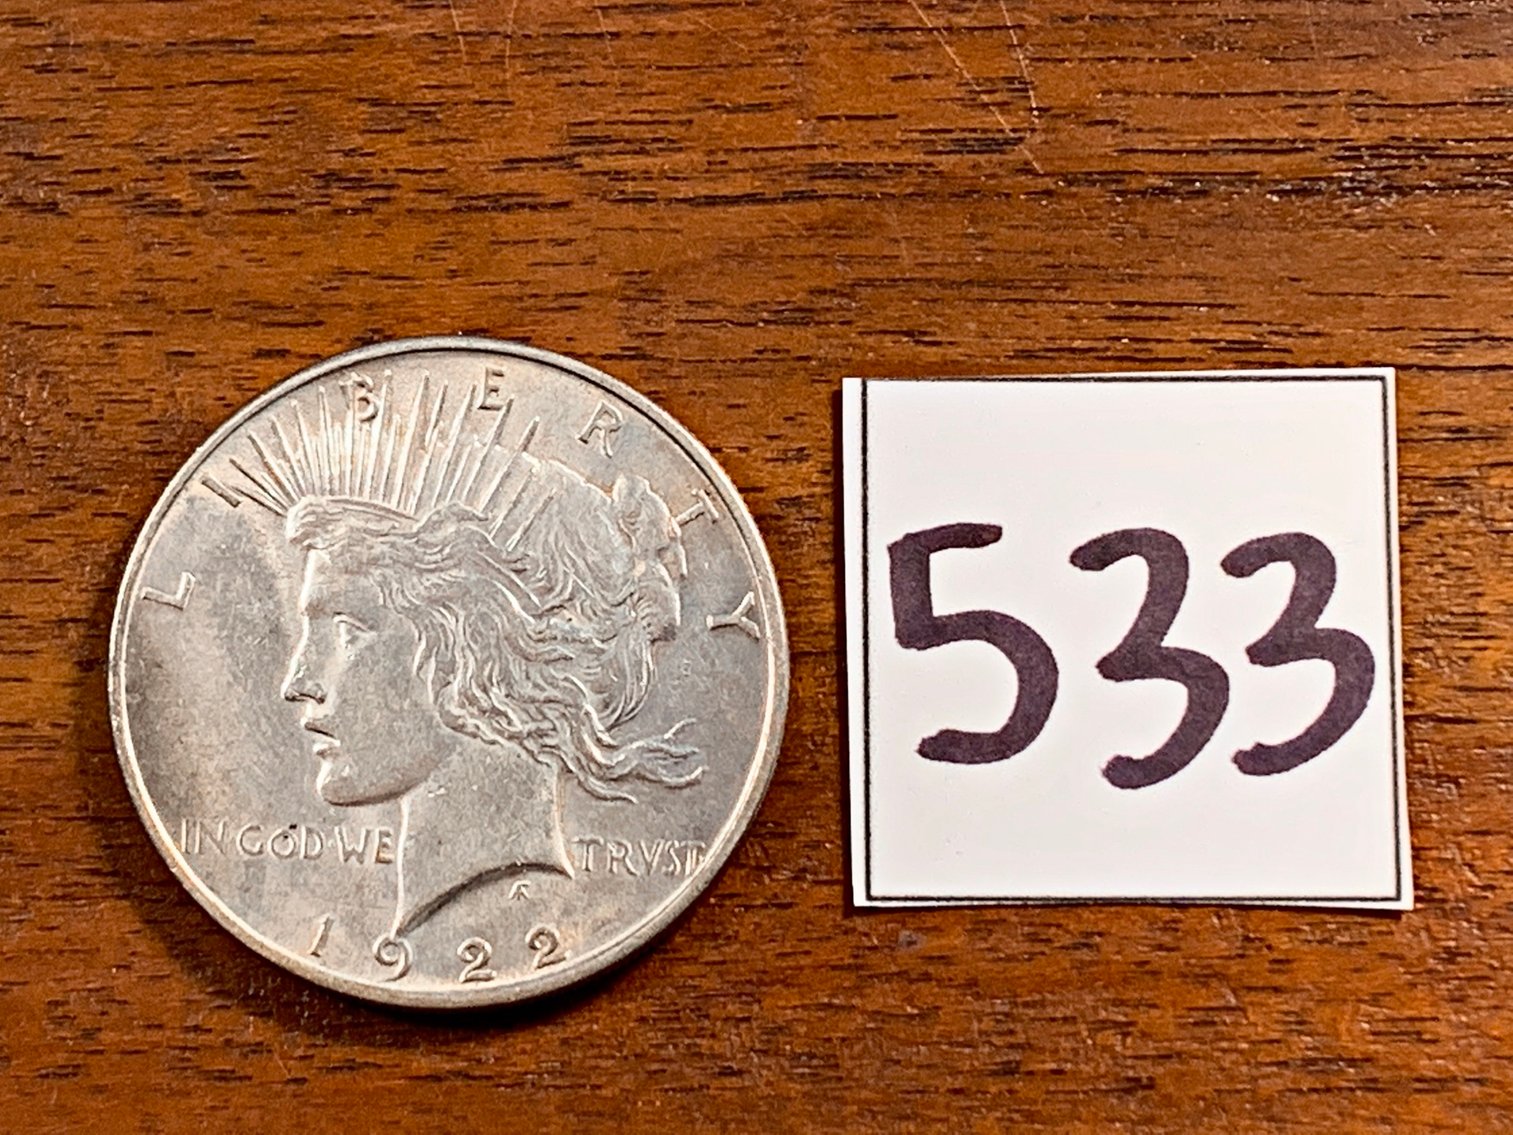 LIBERTY
IN GOD WE TRVST
1922
533